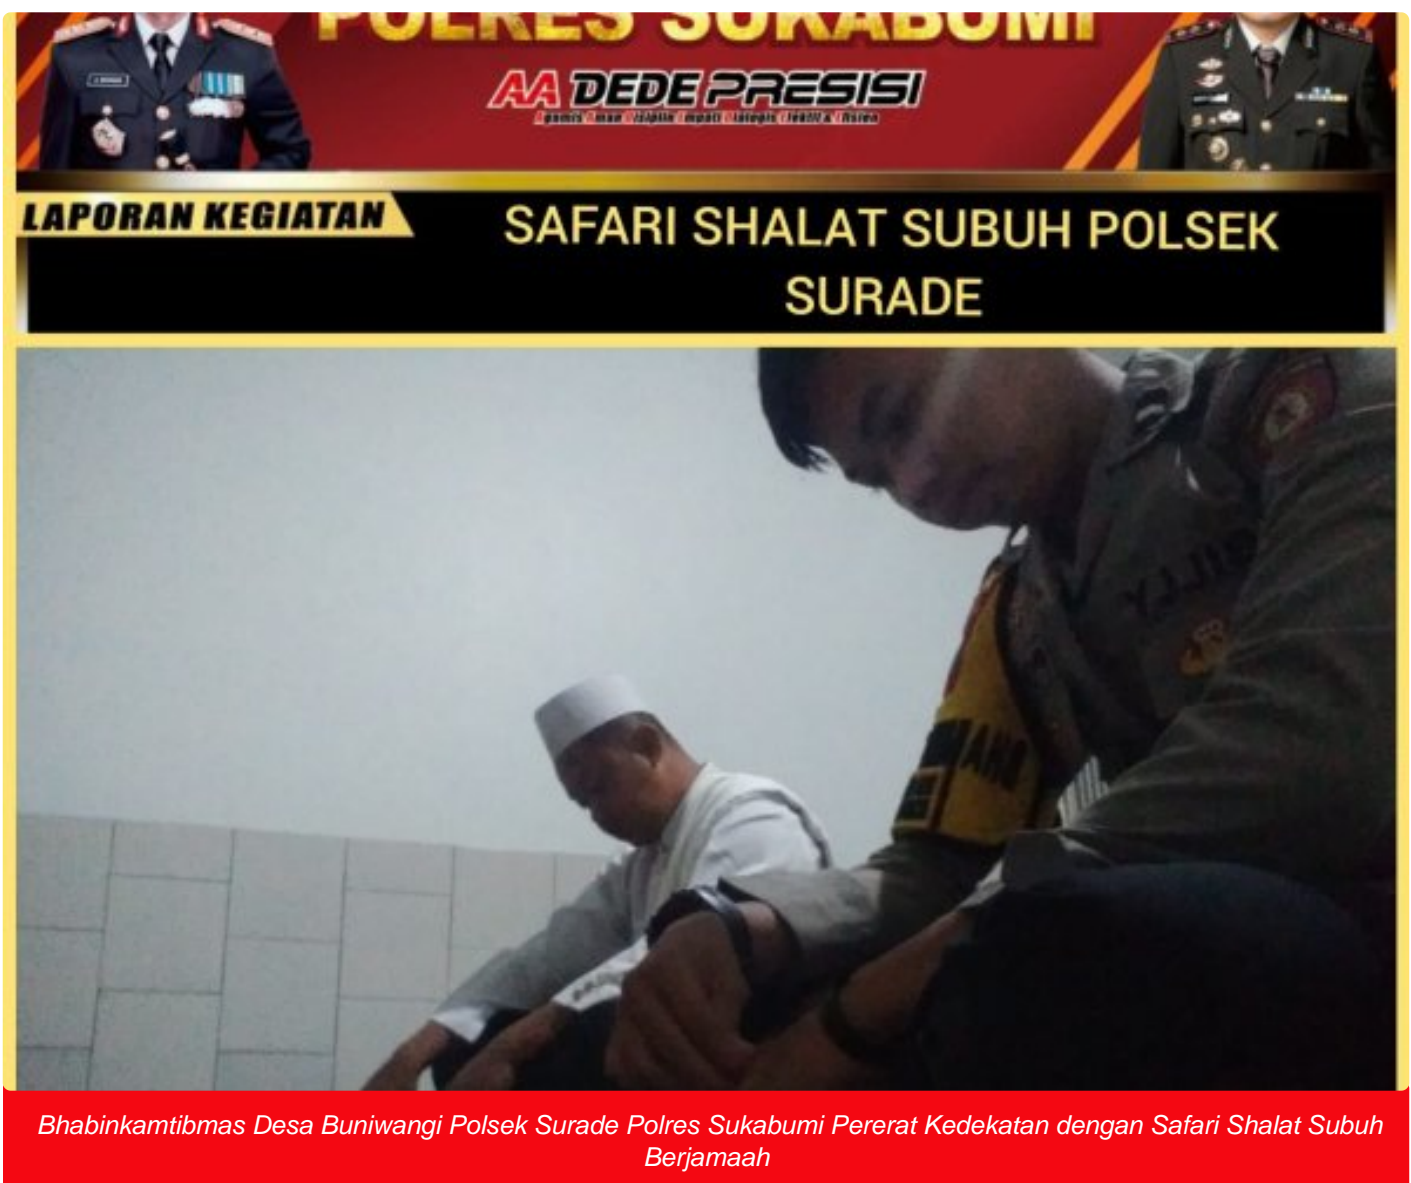 POLRES SUKABUMI
AA DEDE PRESISI
LAPORAN KEGIATAN
SAFARI SHALAT SUBUH POLSEK
SURADE
Bhabinkamtibmas Desa Buniwangi Polsek Surade Polres Sukabumi Pererat Kedekatan dengan Safari Shalat Subuh
Berjamaah